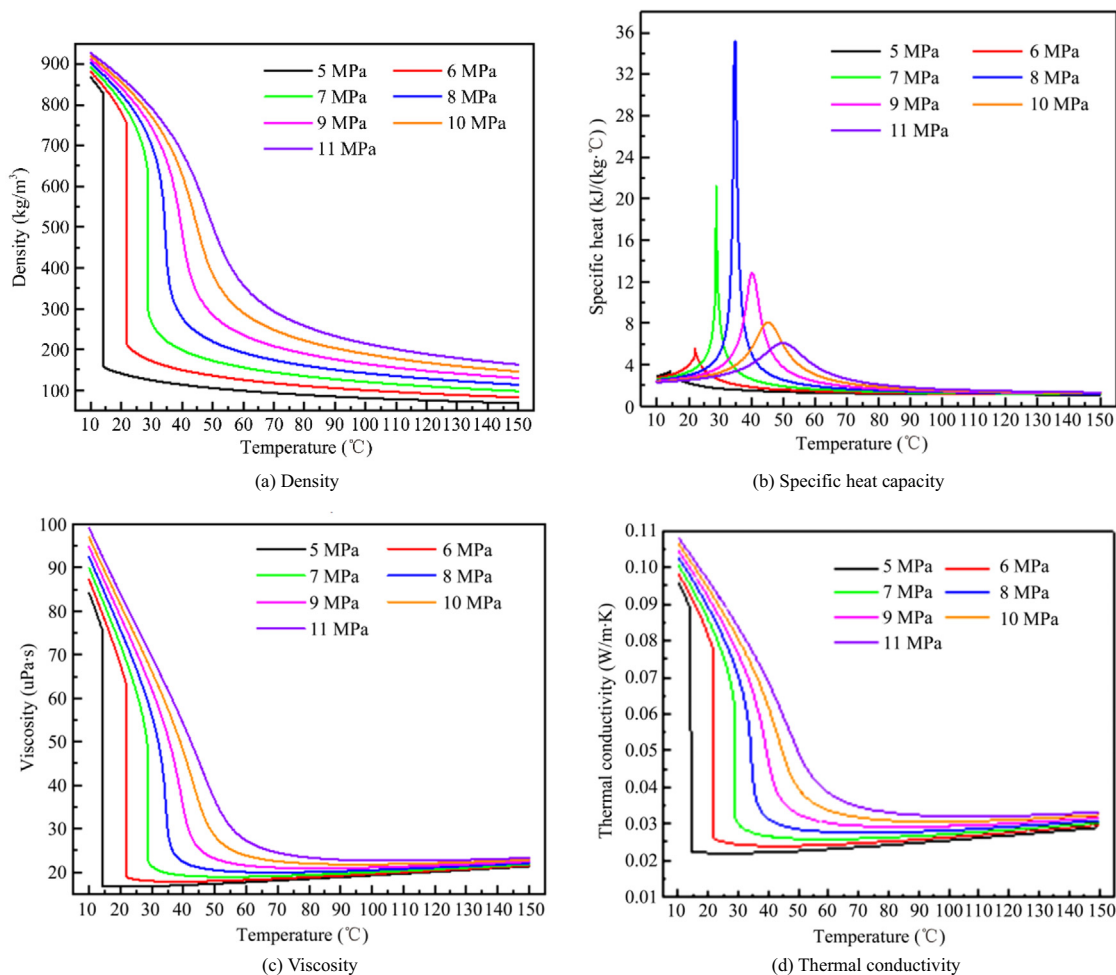 900
800
700
600
500
400
300
200
100
Density (kg/m³)
5 MPa 6 MPa
7 MPa 8 MPa
9 MPa 10 MPa
11 MPa
10 20 30 40 50 60 70 80 90 100 110 120 130 140 150
Temperature (℃)
(a) Density
36
32
28
24
20
16
12
8
4
0
Specific heat (kJ/(kg·℃) )
5 MPa 6 MPa
7 MPa 8 MPa
9 MPa 10 MPa
11 MPa
10 20 30 40 50 60 70 80 90 100 110 120 130 140 150
Temperature (℃)
(b) Specific heat capacity
100
90
80
70
60
50
40
30
20
Viscosity (uPa·s)
5 MPa 6 MPa
7 MPa 8 MPa
9 MPa 10 MPa
11 MPa
10 20 30 40 50 60 70 80 90 100 110 120 130 140 150
Temperature (℃)
(c) Viscosity
0.11
0.10
0.09
0.08
0.07
0.06
0.05
0.04
0.03
0.02
0.01
Thermal conductivity (W/m·K)
5 MPa 6 MPa
7 MPa 8 MPa
9 MPa 10 MPa
11 MPa
10 20 30 40 50 60 70 80 90 100 110 120 130 140 150
Temperature (℃)
(d) Thermal conductivity